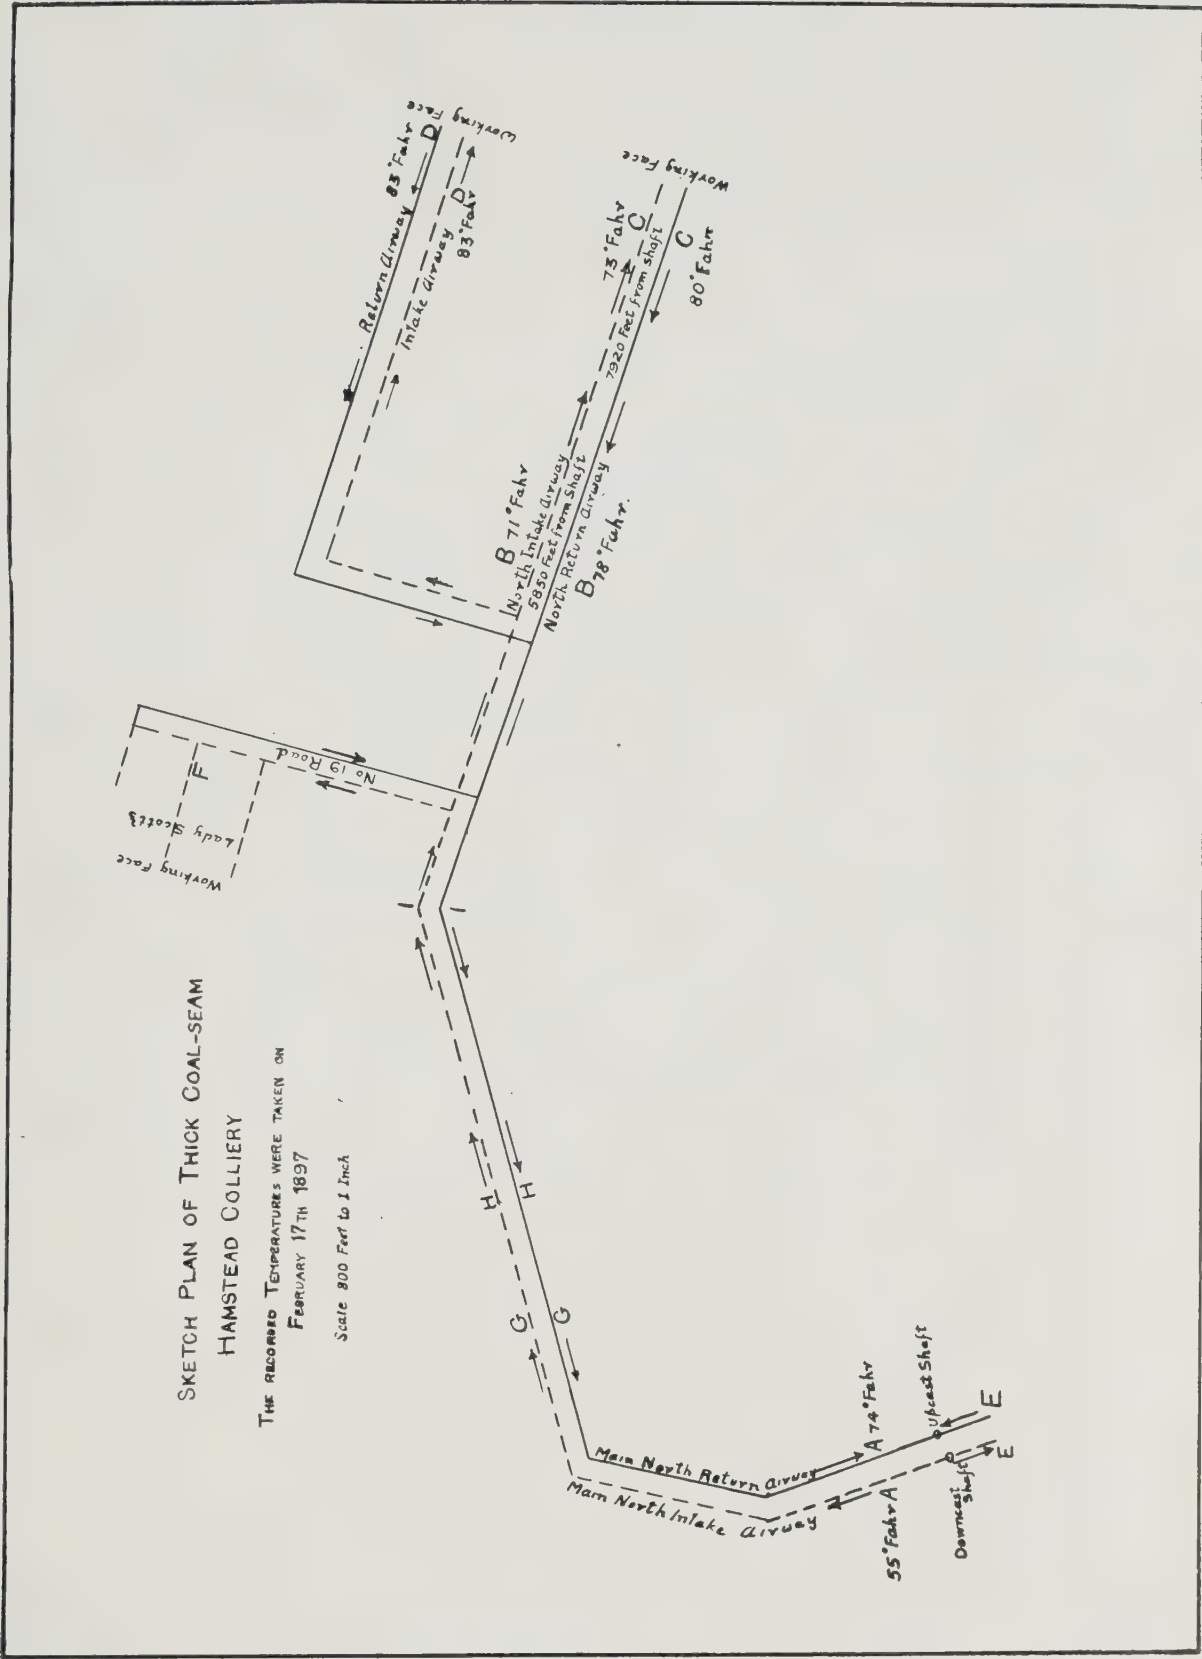 SKETCH PLAN OF THICK COAL-SEAM
HAMSTEAD COLLIERY
THE RECORDED TEMPERATURES WERE TAKEN ON
FEBRUARY 17TH 1897
Scale 800 Feet to 1 Inch
Working Face
Lady Scott's
F
No 19 Road
Return Airway
83° Fahr
D
Working Face
Intake Airway
D
83° Fahr
B 71° Fahr
North Intake Airway
5850 Feet from Shaft
North Return Airway
B 78° Fahr.
73° Fahr
C
7920 Feet from shaft
C
80° Fahr
Working Face
I
I
H
H
G
G
Main North Return Airway
Main North Intake Airway
A 74° Fahr
55° Fahr A
Upcast Shaft
Downcast
Shaft
E
E